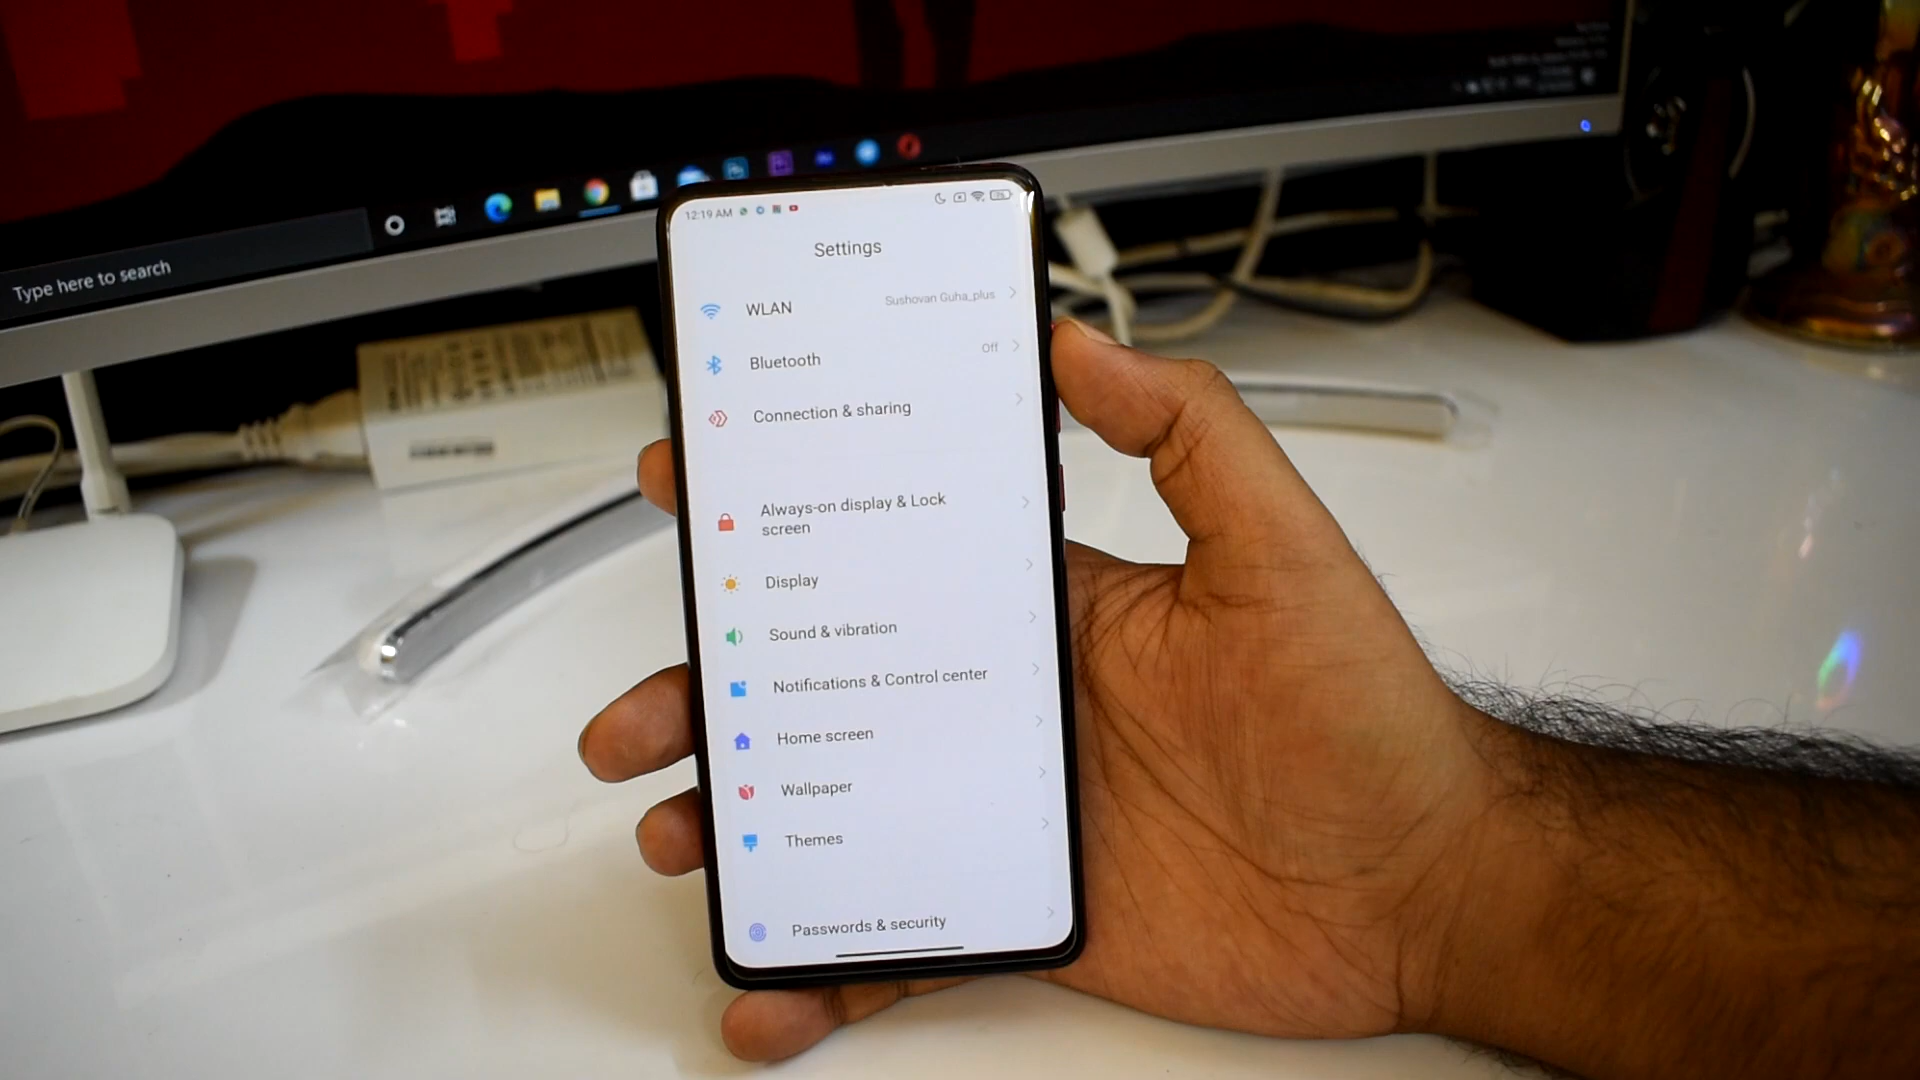 Type here to search
12:19 AM
Settings
WLAN
Sushovan Guha_plus
Bluetooth
Off
Connection & sharing
Always-on display & Lock
screen
Display
Sound & vibration
Notifications & Control center
Home screen
Wallpaper
Themes
Passwords & security